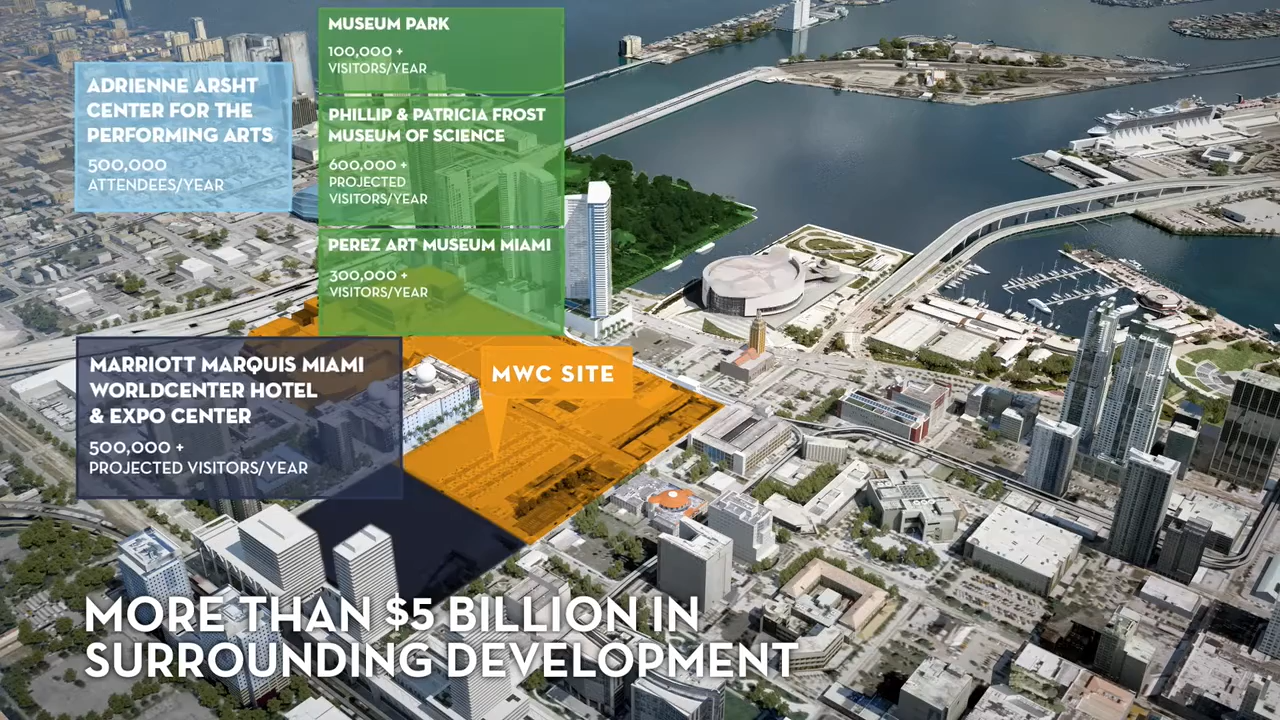 ADRIENNE ARSHT
CENTER FOR THE
PERFORMING ARTS
500,000
ATTENDEES/YEAR
MUSEUM PARK
100,000 +
VISITORS/YEAR
PHILLIP & PATRICIA FROST
MUSEUM OF SCIENCE
600,000 +
PROJECTED
VISITORS/YEAR
PEREZ ART MUSEUM MIAMI
300,000 +
VISITORS/YEAR
MARRIOTT MARQUIS MIAMI
WORLDCENTER HOTEL
& EXPO CENTER
500,000 +
PROJECTED VISITORS/YEAR
MWC SITE
MORE THAN $5 BILLION IN
SURROUNDING DEVELOPMENT